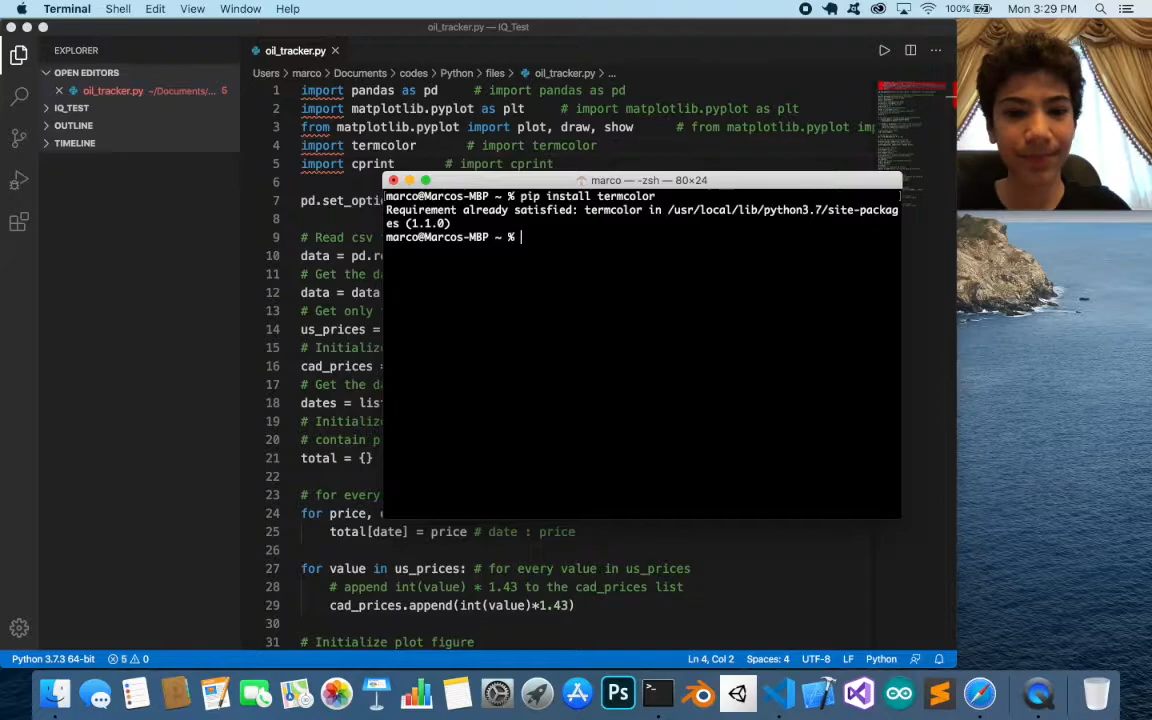 Terminal Shell Edit View Window Help 100% Mon 3:29 PM
oil_tracker.py — IQ_Test
EXPLORER
oil_tracker.py
OPEN EDITORS
oil_tracker.py ~/Documents/... 5
IQ_TEST
OUTLINE
TIMELINE
Users › marco › Documents › codes › Python › files › oil_tracker.py › ...
1 import pandas as pd # import pandas as pd
2 import matplotlib.pyplot as plt # import matplotlib.pyplot as plt
3 from matplotlib.pyplot import plot, draw, show # from matplotlib.pyplot im
4 import termcolor # import termcolor
5 import cprint # import cprint
6
7 pd.set_opti
8
9 # Read csv
10 data = pd.r
11 # Get the da
12 data = data
13 # Get only
14 us_prices =
15 # Initializ
16 cad_prices =
17 # Get the da
18 dates = lis
19 # Initializ
20 # contain p
21 total = {}
22
23 # for every
24 for price,
25 total[date] = price # date : price
26
27 for value in us_prices: # for every value in us_prices
28 # append int(value) * 1.43 to the cad_prices list
29 cad_prices.append(int(value)*1.43)
30
31 # Initialize plot figure
marco — -zsh — 80×24
marco@Marcos-MBP ~ % pip install termcolor
Requirement already satisfied: termcolor in /usr/local/lib/python3.7/site-packag
es (1.1.0)
marco@Marcos-MBP ~ %
Python 3.7.3 64-bit 5 0 Ln 4, Col 2 Spaces: 4 UTF-8 LF Python
Ps